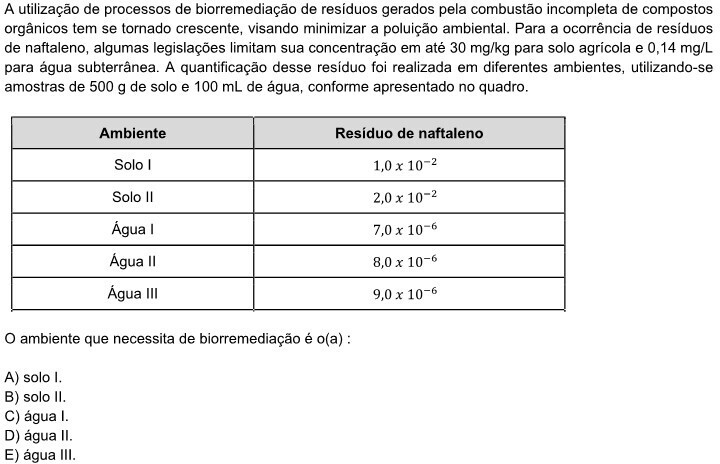 A utilização de processos de biorremediação de resíduos gerados pela combustão incompleta de compostos
orgânicos tem se tornado crescente, visando minimizar a poluição ambiental. Para a ocorrência de resíduos
de naftaleno, algumas legislações limitam sua concentração em até 30 mg/kg para solo agrícola e 0,14 mg/L
para água subterrânea. A quantificação desse resíduo foi realizada em diferentes ambientes, utilizando-se
amostras de 500 g de solo e 100 mL de água, conforme apresentado no quadro.
Ambiente Resíduo de naftaleno
Solo I 1,0 x 10⁻²
Solo II 2,0 x 10⁻²
Água I 7,0 x 10⁻⁶
Água II 8,0 x 10⁻⁶
Água III 9,0 x 10⁻⁶
O ambiente que necessita de biorremediação é o(a) :
A) solo I.
B) solo II.
C) água I.
D) água II.
E) água III.